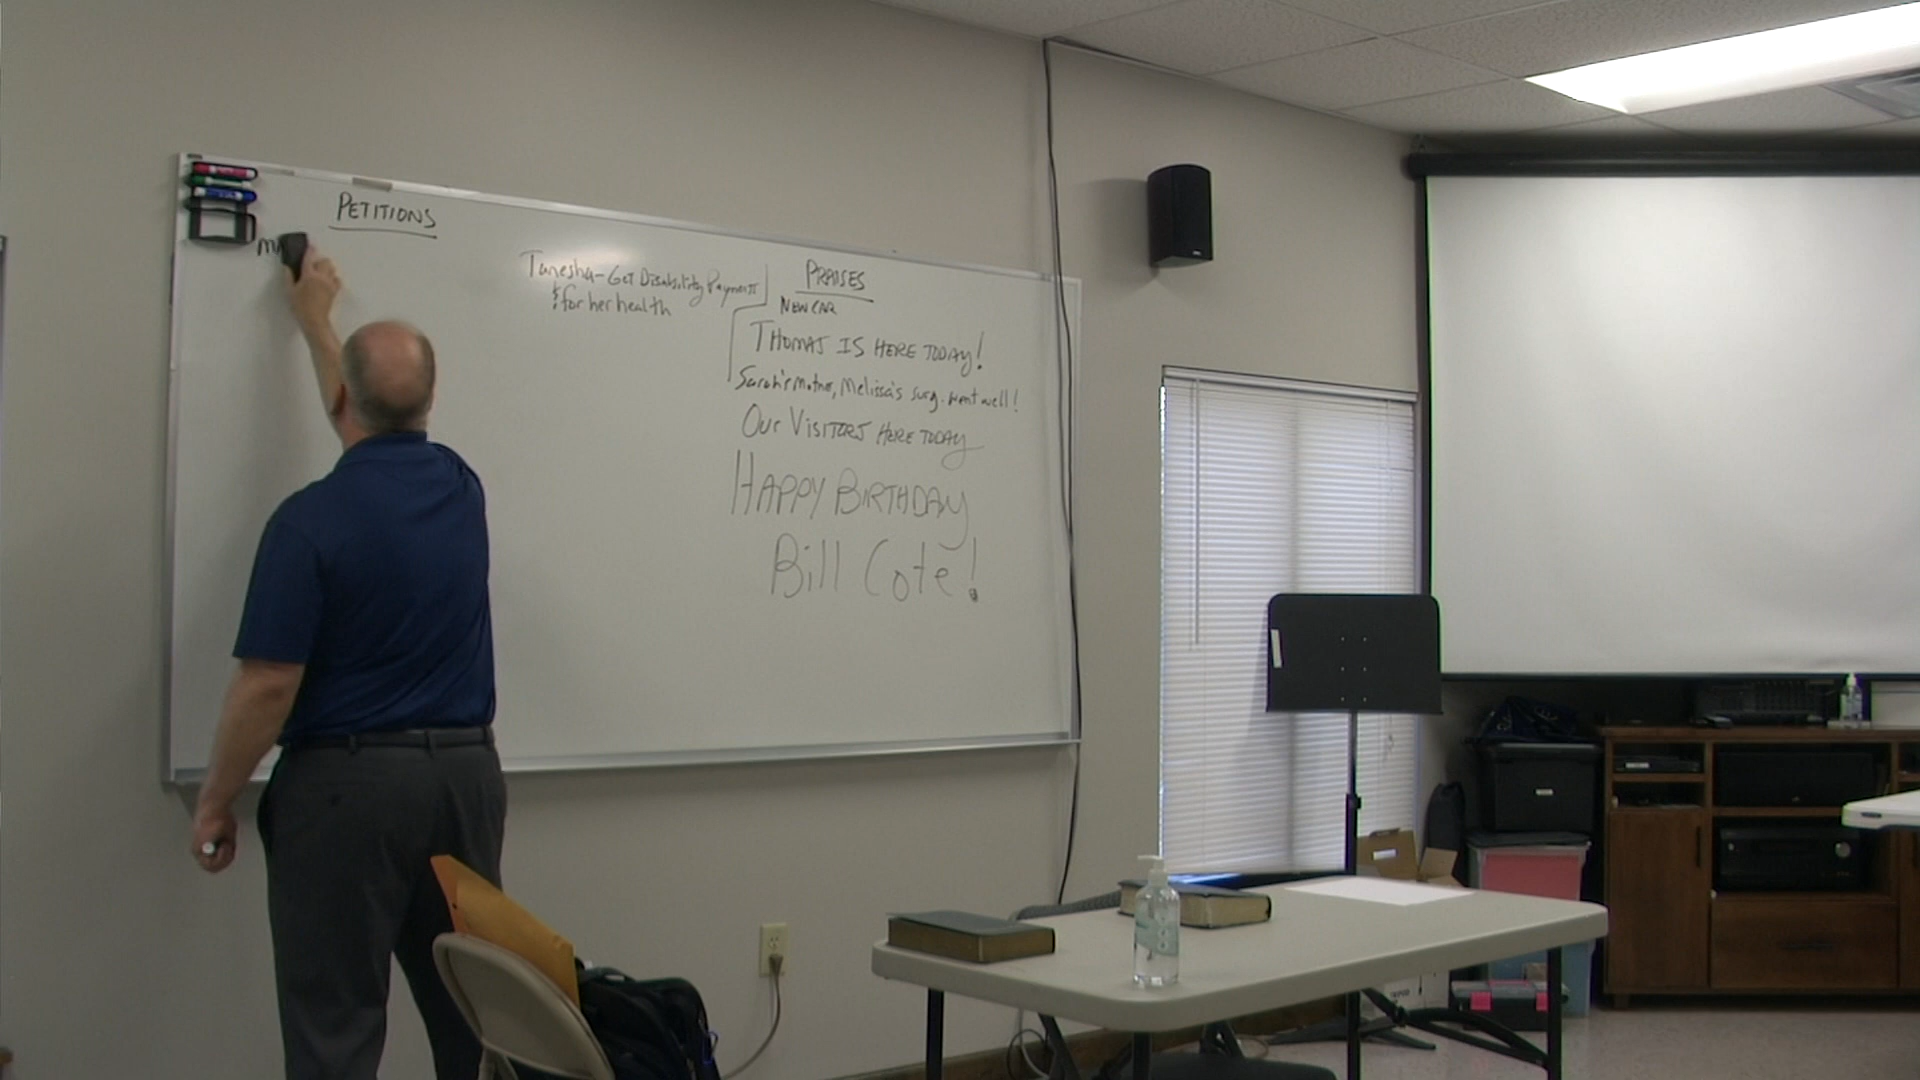 PETITIONS
Tanesha - Get Disability Payments
& for her health
PRAISES
NEW CAR
THOMAS IS HERE TODAY!
Sarah's mother, Melissa's surg. went well!
OUR VISITORS HERE TODAY
HAPPY BIRTHDAY
Bill Cote!